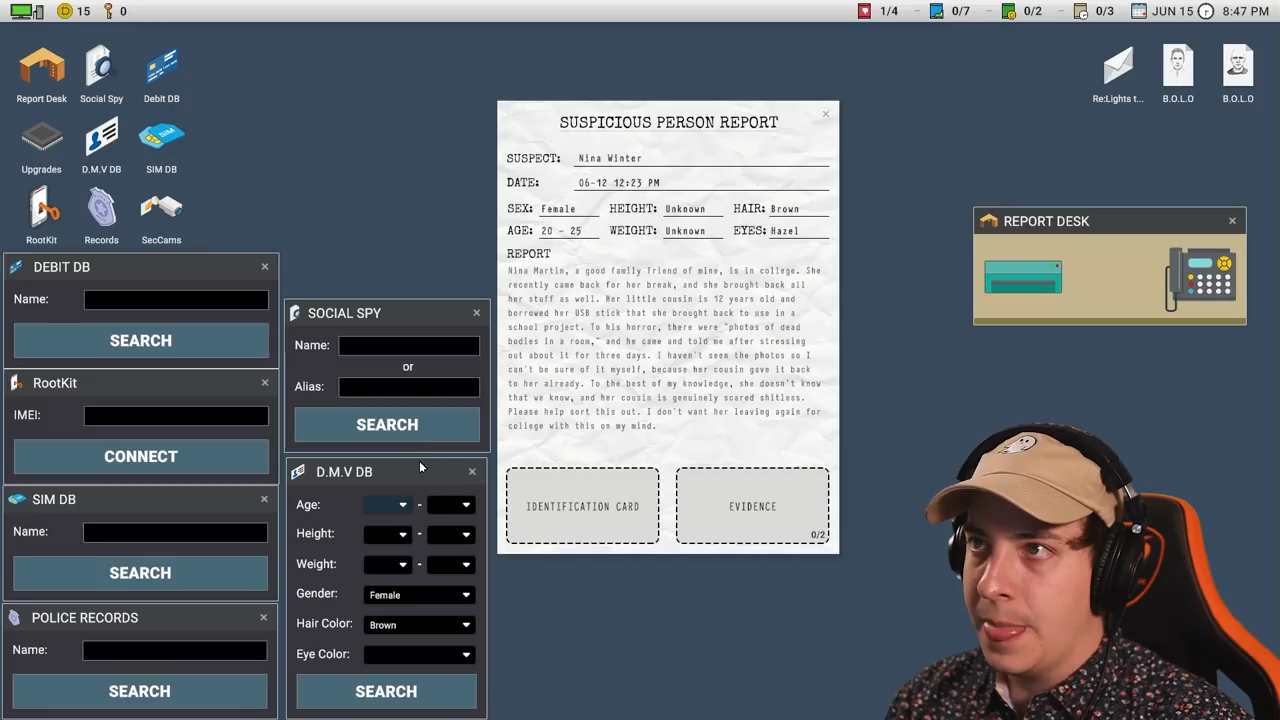 15
0
1/4
0/7
0/2
0/3
JUN 15
8:47 PM
Report Desk
Social Spy
Debit DB
Upgrades
D.M.V DB
SIM DB
RootKit
Records
SecCams
Re:Lights t...
B.O.L.O
B.O.L.O
DEBIT DB
Name:
SEARCH
RootKit
IMEI:
CONNECT
SIM DB
Name:
SEARCH
POLICE RECORDS
Name:
SEARCH
SOCIAL SPY
Name:
or
Alias:
SEARCH
D.M.V DB
Age: -
Height: -
Weight: -
Gender: Female
Hair Color: Brown
Eye Color:
SEARCH
SUSPICIOUS PERSON REPORT
SUSPECT: Nina Winter
DATE: 06-12 12:23 PM
SEX: Female HEIGHT: Unknown HAIR: Brown
AGE: 20 - 25 WEIGHT: Unknown EYES: Hazel
REPORT
Nina Martin, a good family friend of mine, is in college. She
recently came back for her break, and she brought back all
her stuff as well. Her little cousin is 12 years old and
borrowed her USB stick that she brought back to use in a
school project. To his horror, there were "photos of dead
bodies in a room," and he came and told me after stressing
out about it for three days. I haven't seen the photos so I
can't be sure of it myself, because her cousin gave it back
to her already. To the best of my knowledge, she doesn't know
that we know, and her cousin is genuinely scared shitless.
Please help sort this out. I don't want her leaving again for
college with this on my mind.
IDENTIFICATION CARD
EVIDENCE
0/2
REPORT DESK